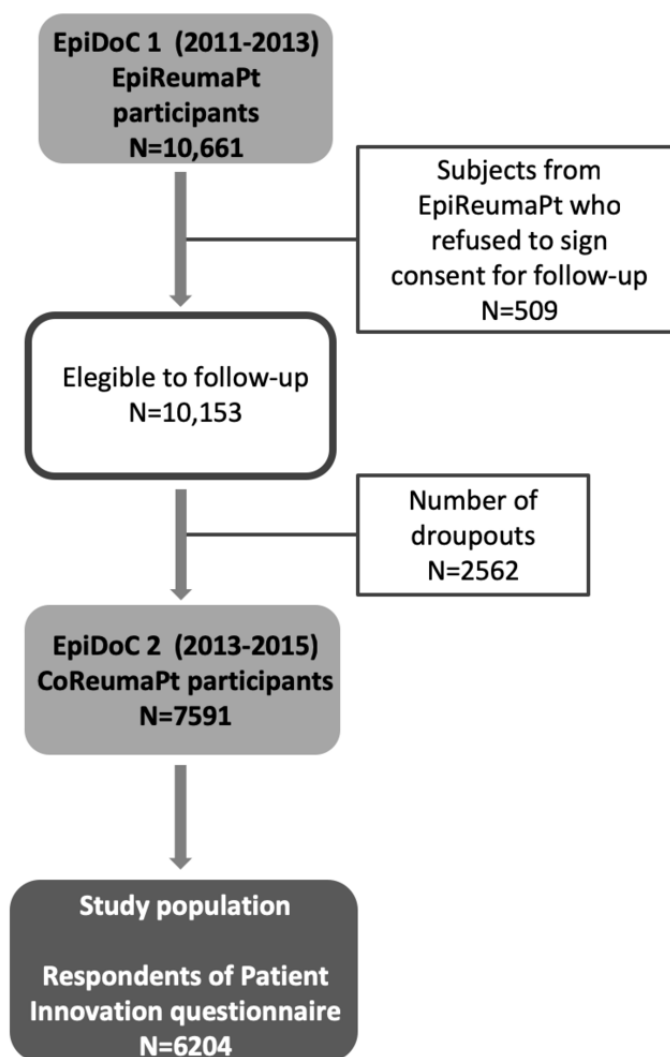 EpiDoC 1 (2011-2013)
EpiReumaPt
participants
N=10,661
Subjects from
EpiReumaPt who
refused to sign
consent for follow-up
N=509
Elegible to follow-up
N=10,153
Number of
droupouts
N=2562
EpiDoC 2 (2013-2015)
CoReumaPt participants
N=7591
Study population
Respondents of Patient
Innovation questionnaire
N=6204